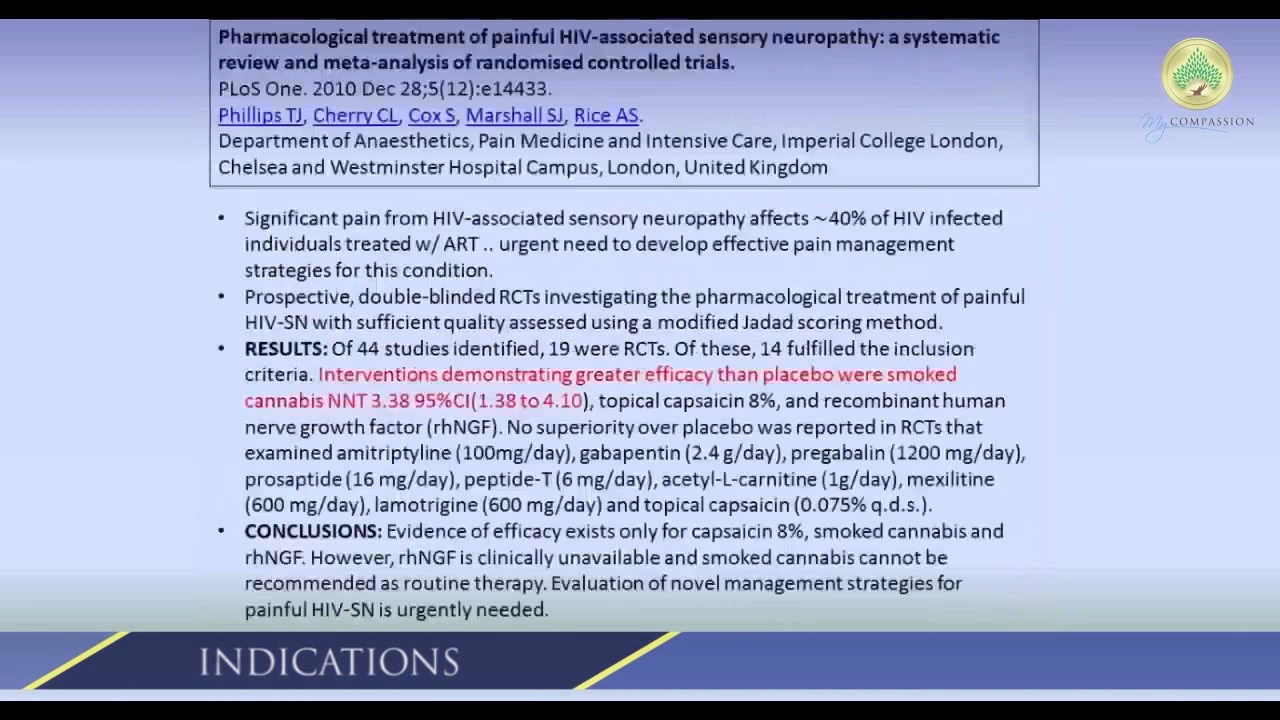 Pharmacological treatment of painful HIV-associated sensory neuropathy: a systematic
review and meta-analysis of randomised controlled trials.
PLoS One. 2010 Dec 28;5(12):e14433.
Phillips TJ, Cherry CL, Cox S, Marshall SJ, Rice AS.
Department of Anaesthetics, Pain Medicine and Intensive Care, Imperial College London,
Chelsea and Westminster Hospital Campus, London, United Kingdom
My COMPASSION
• Significant pain from HIV-associated sensory neuropathy affects ~40% of HIV infected
individuals treated w/ ART .. urgent need to develop effective pain management
strategies for this condition.
• Prospective, double-blinded RCTs investigating the pharmacological treatment of painful
HIV-SN with sufficient quality assessed using a modified Jadad scoring method.
• RESULTS: Of 44 studies identified, 19 were RCTs. Of these, 14 fulfilled the inclusion
criteria. Interventions demonstrating greater efficacy than placebo were smoked
cannabis NNT 3.38 95%CI(1.38 to 4.10), topical capsaicin 8%, and recombinant human
nerve growth factor (rhNGF). No superiority over placebo was reported in RCTs that
examined amitriptyline (100mg/day), gabapentin (2.4 g/day), pregabalin (1200 mg/day),
prosaptide (16 mg/day), peptide-T (6 mg/day), acetyl-L-carnitine (1g/day), mexilitine
(600 mg/day), lamotrigine (600 mg/day) and topical capsaicin (0.075% q.d.s.).
• CONCLUSIONS: Evidence of efficacy exists only for capsaicin 8%, smoked cannabis and
rhNGF. However, rhNGF is clinically unavailable and smoked cannabis cannot be
recommended as routine therapy. Evaluation of novel management strategies for
painful HIV-SN is urgently needed.
INDICATIONS